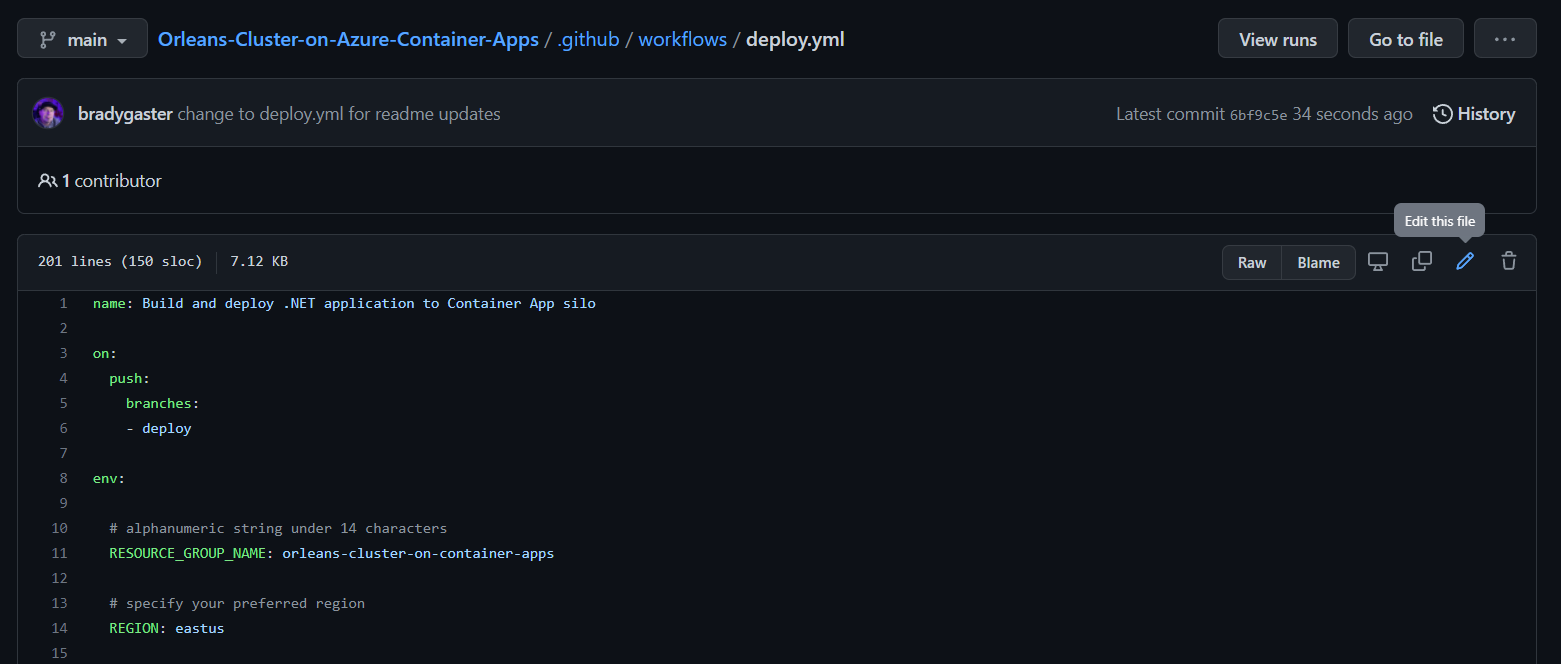 main Orleans-Cluster-on-Azure-Container-Apps / .github / workflows / deploy.yml View runs Go to file ...
bradygaster change to deploy.yml for readme updates Latest commit 6bf9c5e 34 seconds ago History
1 contributor
Edit this file
201 lines (150 sloc) 7.12 KB Raw Blame
1 name: Build and deploy .NET application to Container App silo
2
3 on:
4 push:
5 branches:
6 - deploy
7
8 env:
9
10 # alphanumeric string under 14 characters
11 RESOURCE_GROUP_NAME: orleans-cluster-on-container-apps
12
13 # specify your preferred region
14 REGION: eastus
15